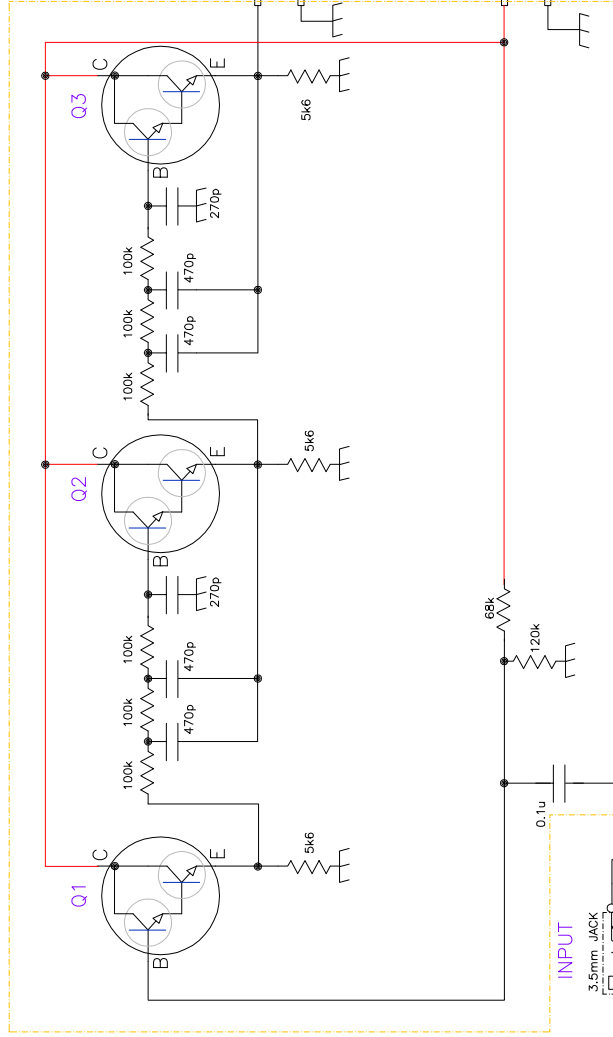 Q3
C
E
B
5k6
270p
100k
470p
100k
470p
100k
Q2
C
E
B
5k6
270p
100k
470p
100k
470p
100k
68k
120k
0.1u
Q1
C
E
B
5k6
INPUT
3.5mm JACK